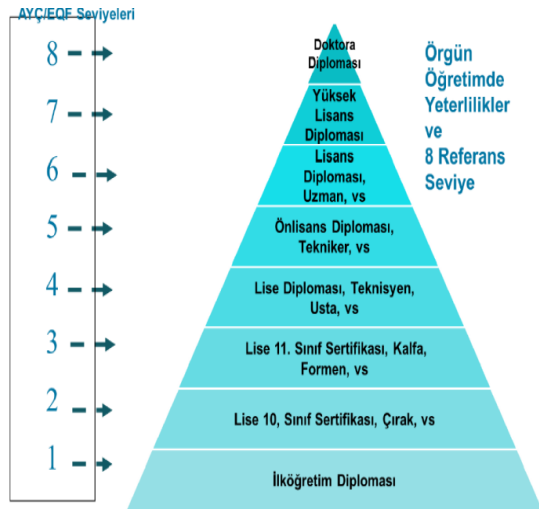 AYÇ/EQF Seviyeleri
8
Doktora
Diploması
Örgün
Öğretimde
Yeterlilikler
ve
8 Referans
Seviye
7
Yüksek
Lisans
Diploması
6
Lisans
Diploması,
Uzman, vs
5
Önlisans Diploması,
Tekniker, vs
4
Lise Diploması, Teknisyen,
Usta, vs
3
Lise 11. Sınıf Sertifikası, Kalfa,
Formen, vs
2
Lise 10, Sınıf Sertifikası, Çırak, vs
1
İlköğretim Diploması